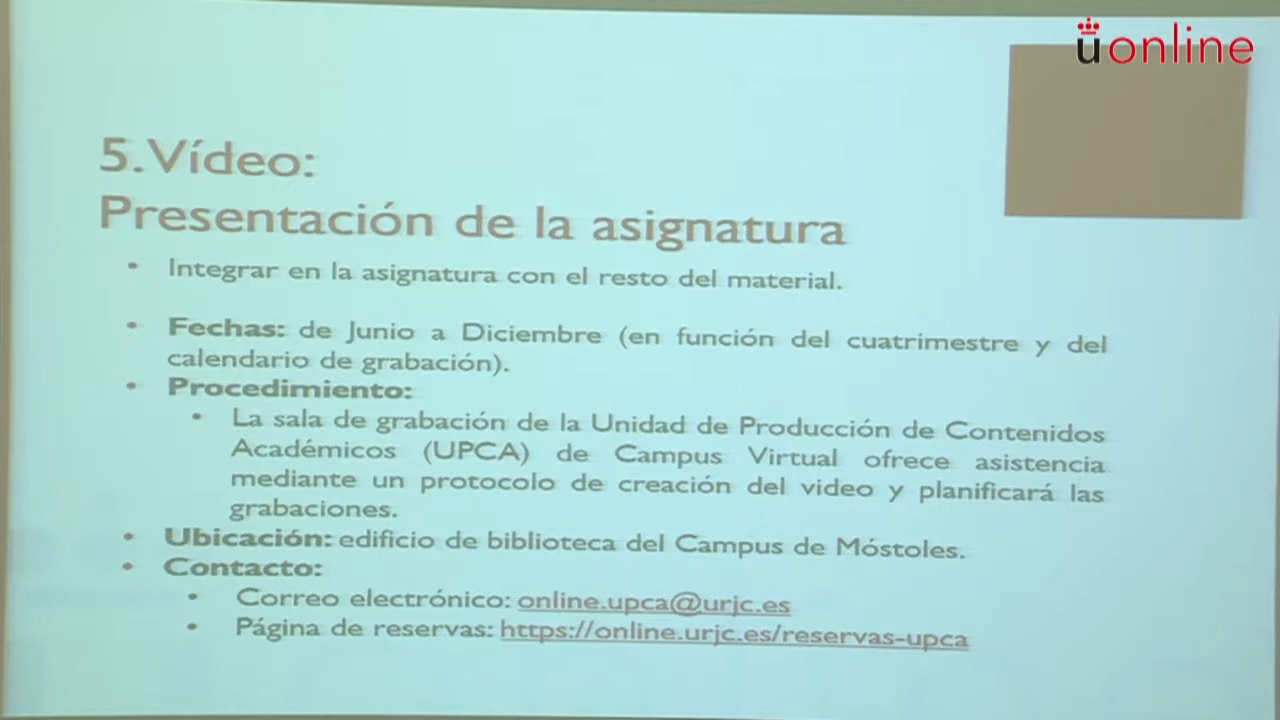 üonline
5. Vídeo:
Presentación de la asignatura
• Integrar en la asignatura con el resto del material.
• Fechas: de Junio a Diciembre (en función del cuatrimestre y del
calendario de grabación).
• Procedimiento:
• La sala de grabación de la Unidad de Producción de Contenidos
Académicos (UPCA) de Campus Virtual ofrece asistencia
mediante un protocolo de creación del video y planificará las
grabaciones.
• Ubicación: edificio de biblioteca del Campus de Móstoles.
• Contacto:
• Correo electrónico: online.upca@urjc.es
• Página de reservas: https://online.urjc.es/reservas-upca